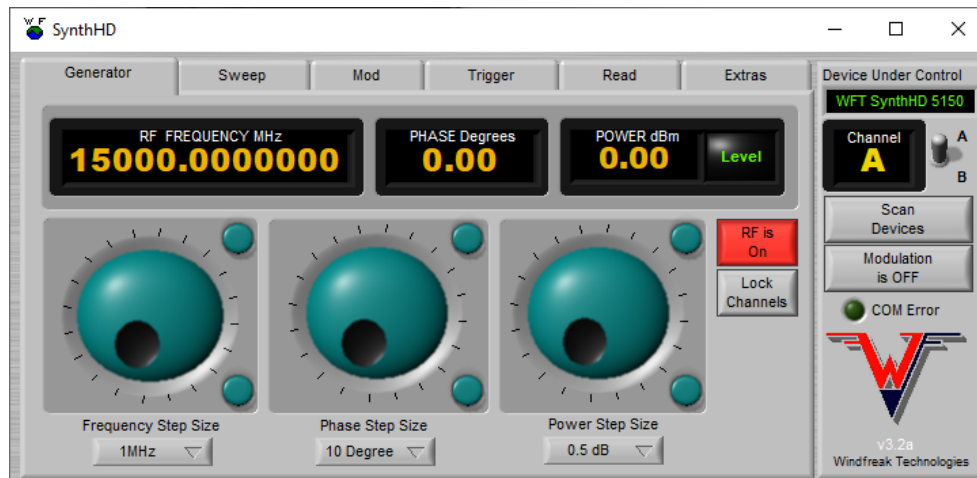 W F
SynthHD
Generator
Sweep
Mod
Trigger
Read
Extras
RF FREQUENCY MHz
15000.0000000
PHASE Degrees
0.00
POWER dBm
0.00
Level
RF is
On
Lock
Channels
Frequency Step Size
1MHz
Phase Step Size
10 Degree
Power Step Size
0.5 dB
Device Under Control
WFT SynthHD 5150
Channel
A
A
B
Scan
Devices
Modulation
is OFF
COM Error
W
v3.2a
Windfreak Technologies